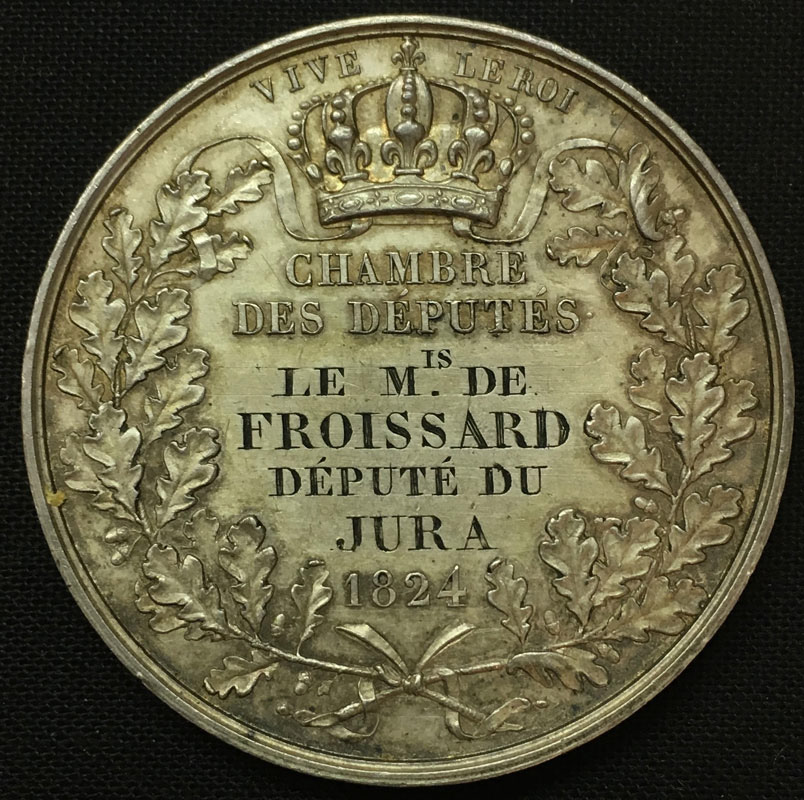 VIVE LE ROI
CHAMBRE
DES DÉPUTÉS
LE M.IS DE
FROISSARD
DÉPUTÉ DU
JURA
1824